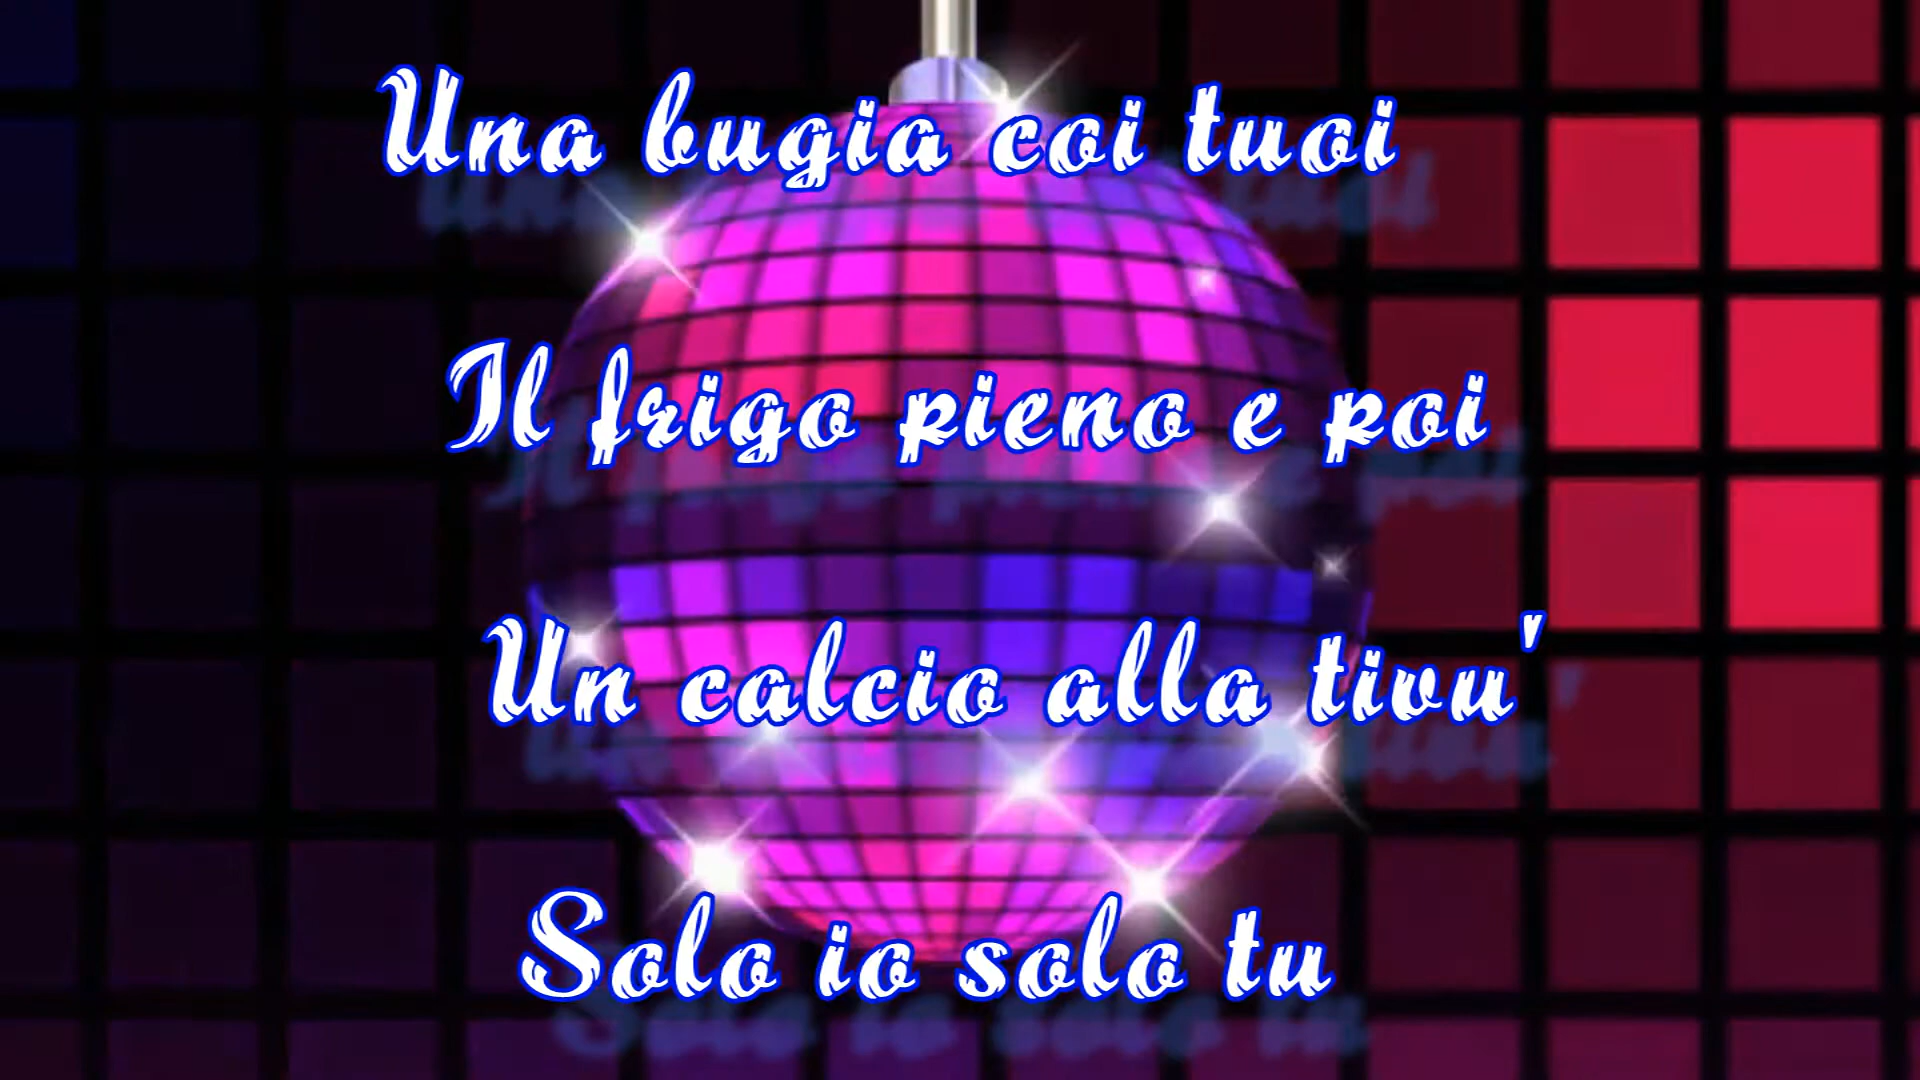 Una bugia coi tuoi
Il frigo pieno e poi
Un calcio alla tivu'
Solo io solo tu